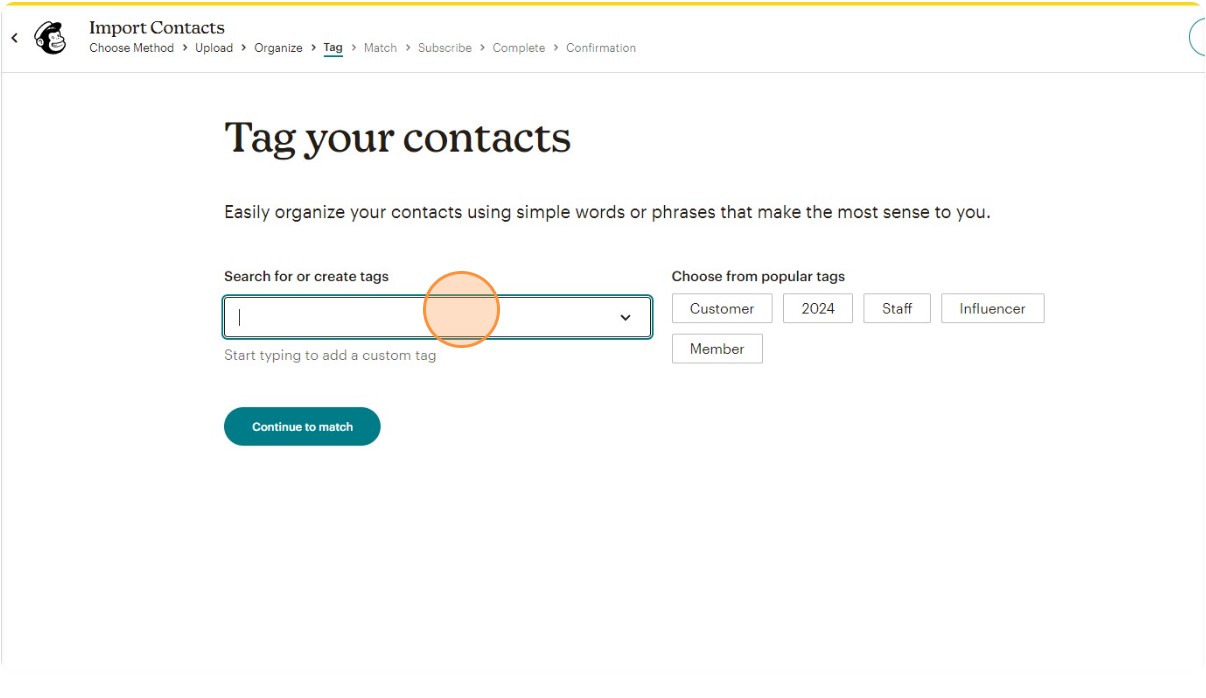 Import Contacts
Choose Method > Upload > Organize > Tag > Match > Subscribe > Complete > Confirmation
Tag your contacts
Easily organize your contacts using simple words or phrases that make the most sense to you.
Search for or create tags
Start typing to add a custom tag
Continue to match
Choose from popular tags
Customer 2024 Staff Influencer
Member